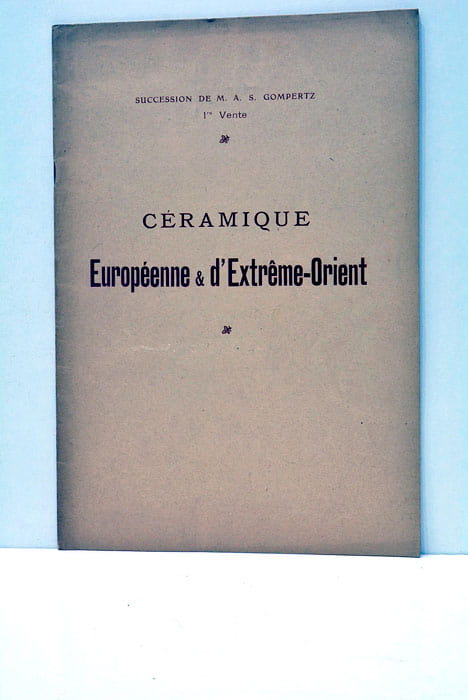 SUCCESSION DE M. A. S. GOMPERTZ
1re Vente
CÉRAMIQUE
Européenne & d'Extrême-Orient